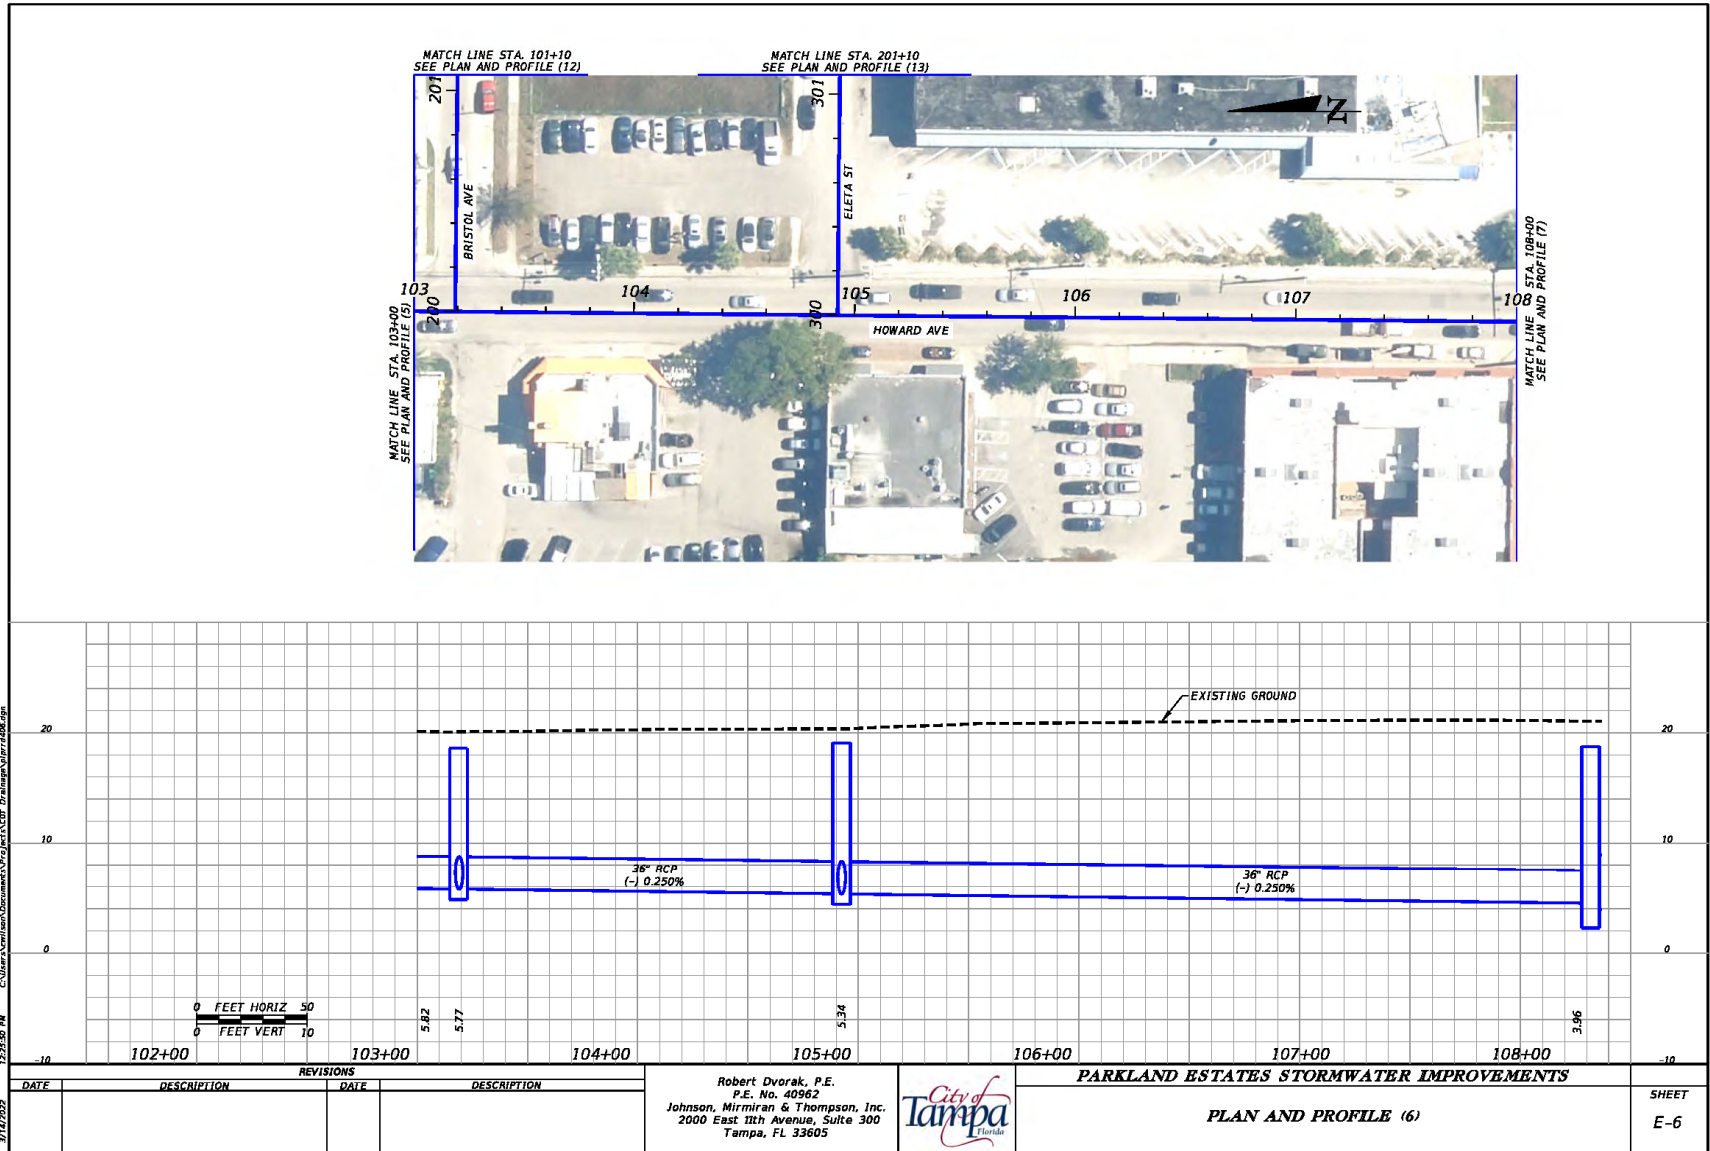 MATCH LINE STA. 101+10
SEE PLAN AND PROFILE (12)
MATCH LINE STA. 201+10
SEE PLAN AND PROFILE (13)
201
301
N
BRISTOL AVE
ELETA ST
103
104
105
106
107
108
200
300
HOWARD AVE
MATCH LINE STA. 103+00
SEE PLAN AND PROFILE (5)
MATCH LINE STA. 108+00
SEE PLAN AND PROFILE (7)
EXISTING GROUND
20
20
10
10
36" RCP
(-) 0.250%
36" RCP
(-) 0.250%
0
0
0 FEET HORIZ 50
0 FEET VERT 10
5.82
5.77
5.34
3.96
-10
-10
102+00
103+00
104+00
105+00
106+00
107+00
108+00
REVISIONS
DATE
DESCRIPTION
DATE
DESCRIPTION
Robert Dvorak, P.E.
P.E. No. 40962
Johnson, Mirmiran & Thompson, Inc.
2000 East 11th Avenue, Suite 300
Tampa, FL 33605
City of
Tampa
Florida
PARKLAND ESTATES STORMWATER IMPROVEMENTS
PLAN AND PROFILE (6)
SHEET
E-6
3/14/2022